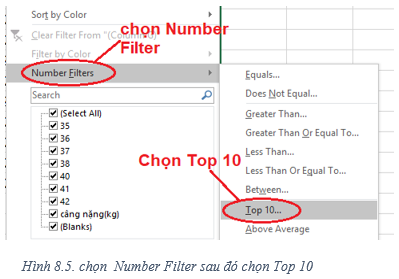 Sort by Color
chọn Number
Filter
Clear Filter From "(Column B)"
Filter by Color
Number Filters
Search
(Select All)
35
36
37
38
39
40
41
42
câng nặng(kg)
(Blanks)
Equals...
Does Not Equal...
Greater Than...
Greater Than Or Equal To...
Less Than...
Less Than Or Equal To...
Between...
Chọn Top 10
Top 10...
Above Average
Hình 8.5. chọn Number Filter sau đó chọn Top 10